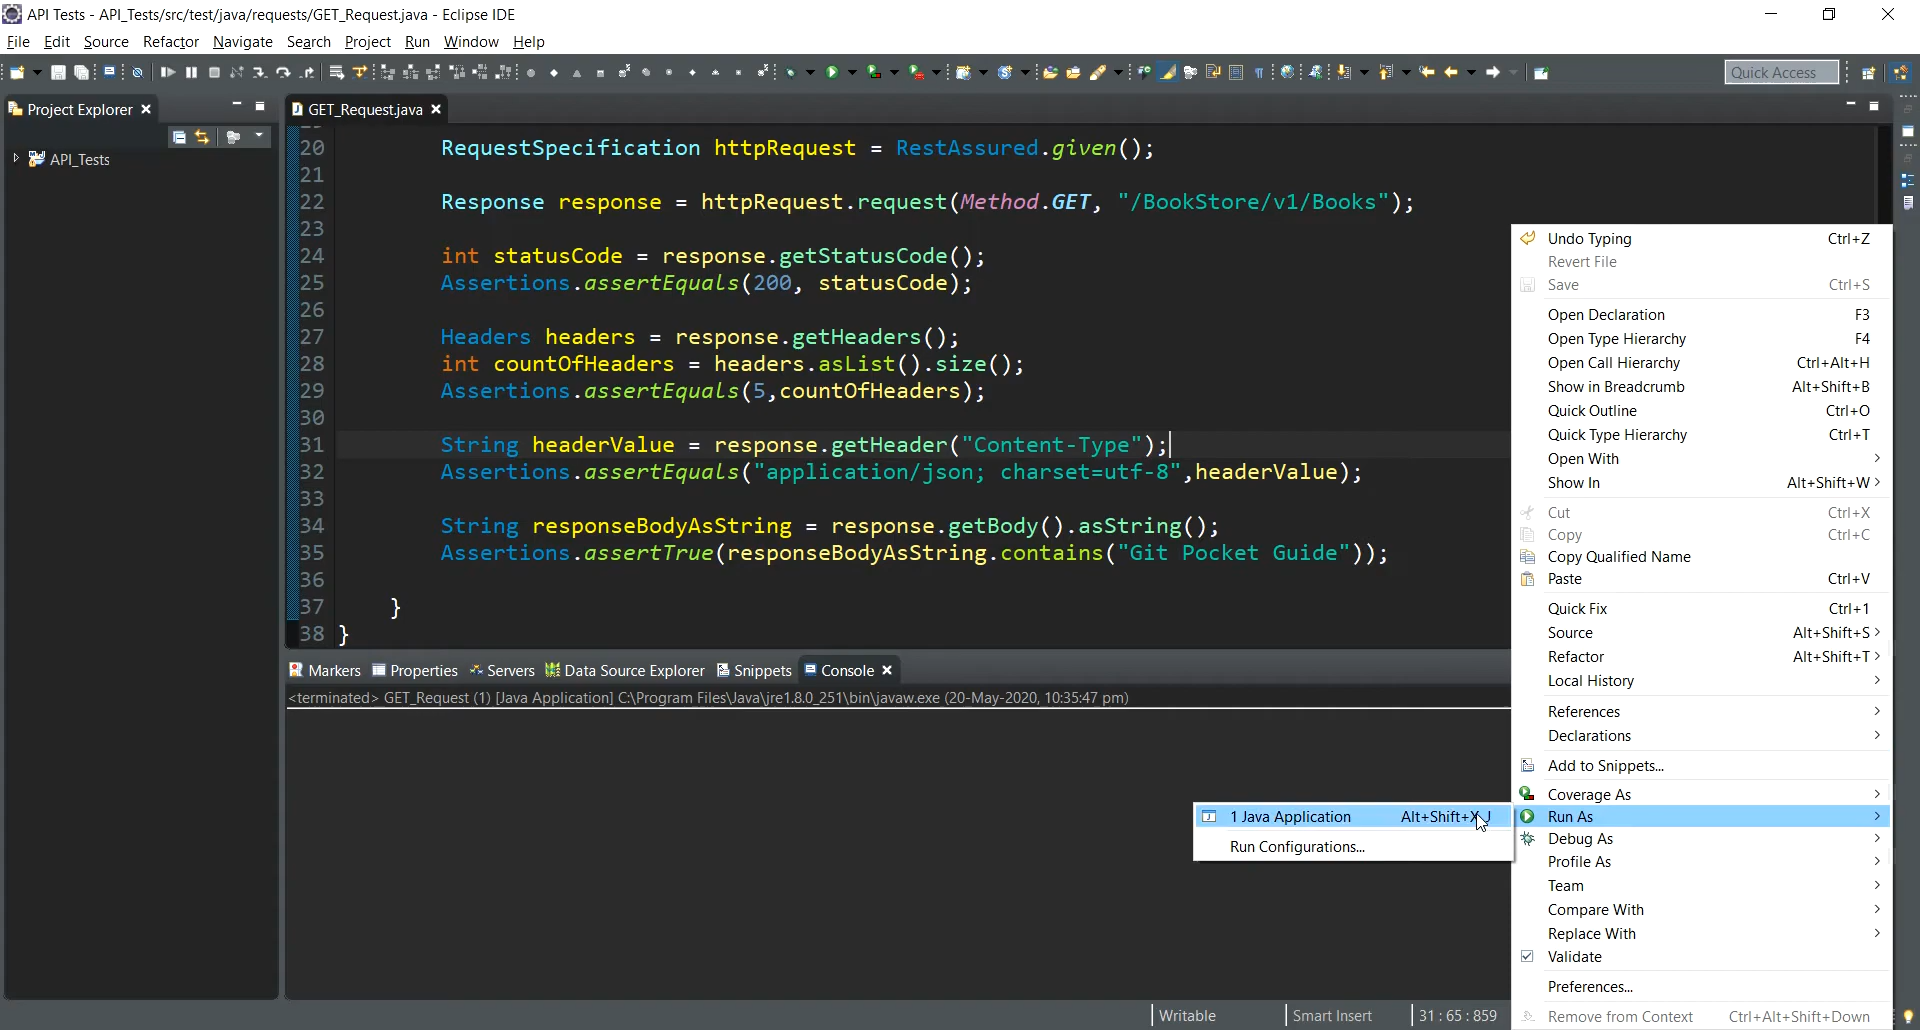 API Tests - API_Tests/src/test/java/requests/GET_Request.java - Eclipse IDE
File Edit Source Refactor Navigate Search Project Run Window Help
Quick Access
Project Explorer
API_Tests
GET_Request.java
20 RequestSpecification httpRequest = RestAssured.given();
21
22 Response response = httpRequest.request(Method.GET, "/BookStore/v1/Books");
23
24 int statusCode = response.getStatusCode();
25 Assertions.assertEquals(200, statusCode);
26
27 Headers headers = response.getHeaders();
28 int countOfHeaders = headers.asList().size();
29 Assertions.assertEquals(5,countOfHeaders);
30
31 String headerValue = response.getHeader("Content-Type");
32 Assertions.assertEquals("application/json; charset=utf-8",headerValue);
33
34 String responseBodyAsString = response.getBody().asString();
35 Assertions.assertTrue(responseBodyAsString.contains("Git Pocket Guide"));
36
37 }
38 }
Markers Properties Servers Data Source Explorer Snippets Console
<terminated> GET_Request (1) [Java Application] C:\Program Files\Java\jre1.8.0_251\bin\javaw.exe (20-May-2020, 10:35:47 pm)
Undo Typing Ctrl+Z
Revert File
Save Ctrl+S
Open Declaration F3
Open Type Hierarchy F4
Open Call Hierarchy Ctrl+Alt+H
Show in Breadcrumb Alt+Shift+B
Quick Outline Ctrl+O
Quick Type Hierarchy Ctrl+T
Open With
Show In Alt+Shift+W
Cut Ctrl+X
Copy Ctrl+C
Copy Qualified Name
Paste Ctrl+V
Quick Fix Ctrl+1
Source Alt+Shift+S
Refactor Alt+Shift+T
Local History
References
Declarations
Add to Snippets...
Coverage As
Run As
Debug As
Profile As
Team
Compare With
Replace With
Validate
Preferences...
Remove from Context Ctrl+Alt+Shift+Down
1 Java Application Alt+Shift+X, J
Run Configurations...
Writable Smart Insert 31 : 65 : 859